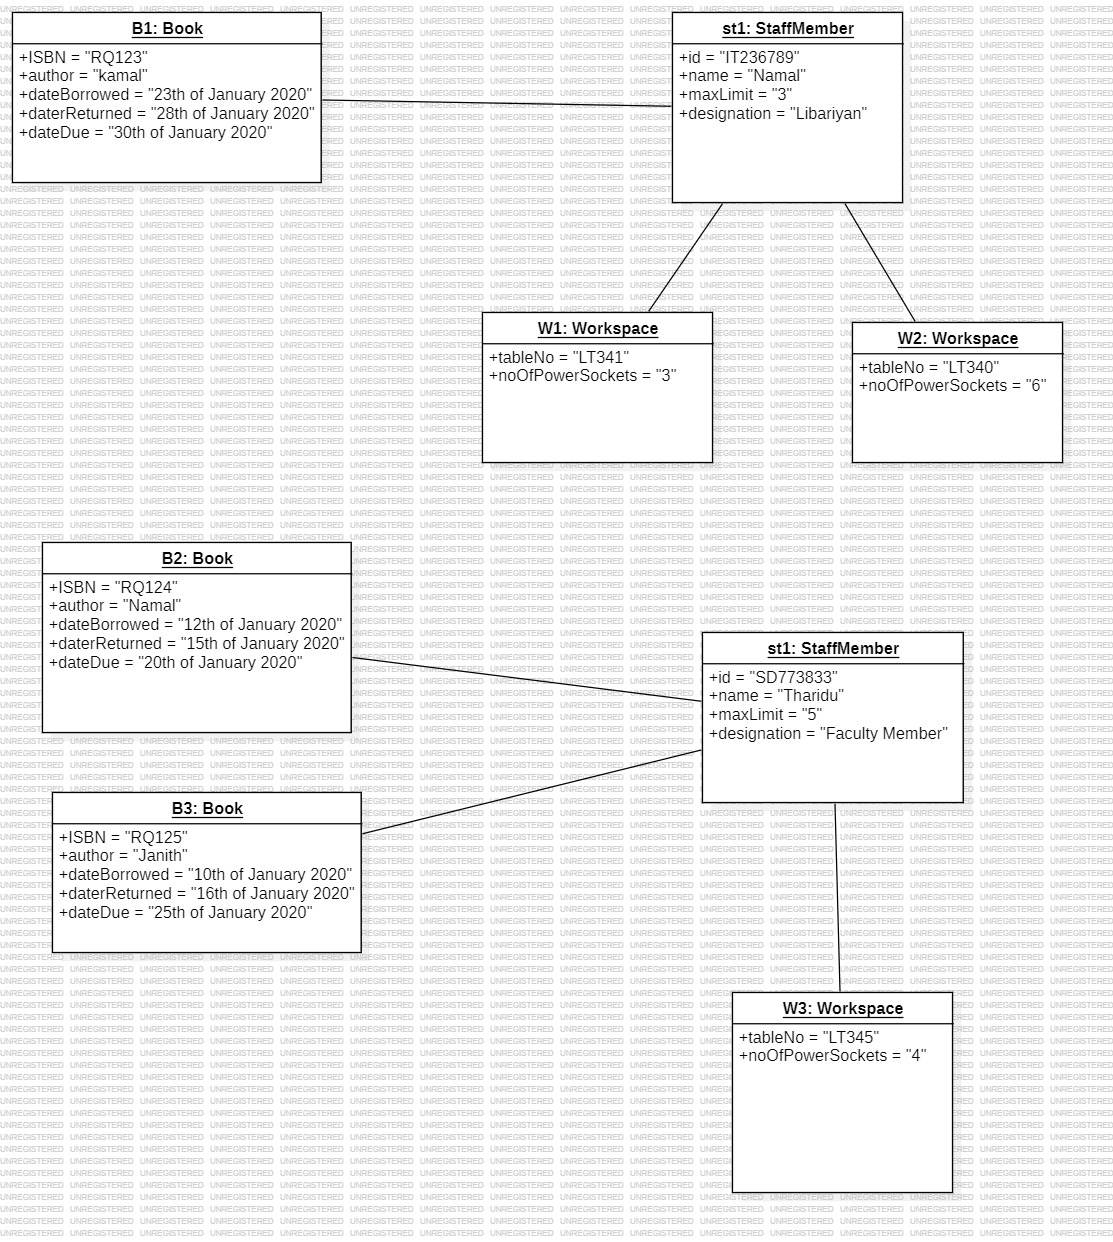 B1: Book
+ISBN = "RQ123"
+author = "kamal"
+dateBorrowed = "23th of January 2020"
+daterReturned = "28th of January 2020"
+dateDue = "30th of January 2020"
st1: StaffMember
+id = "IT236789"
+name = "Namal"
+maxLimit = "3"
+designation = "Libariyan"
W1: Workspace
+tableNo = "LT341"
+noOfPowerSockets = "3"
W2: Workspace
+tableNo = "LT340"
+noOfPowerSockets = "6"
B2: Book
+ISBN = "RQ124"
+author = "Namal"
+dateBorrowed = "12th of January 2020"
+daterReturned = "15th of January 2020"
+dateDue = "20th of January 2020"
st1: StaffMember
+id = "SD773833"
+name = "Tharidu"
+maxLimit = "5"
+designation = "Faculty Member"
B3: Book
+ISBN = "RQ125"
+author = "Janith"
+dateBorrowed = "10th of January 2020"
+daterReturned = "16th of January 2020"
+dateDue = "25th of January 2020"
W3: Workspace
+tableNo = "LT345"
+noOfPowerSockets = "4"
UNREGISTERED